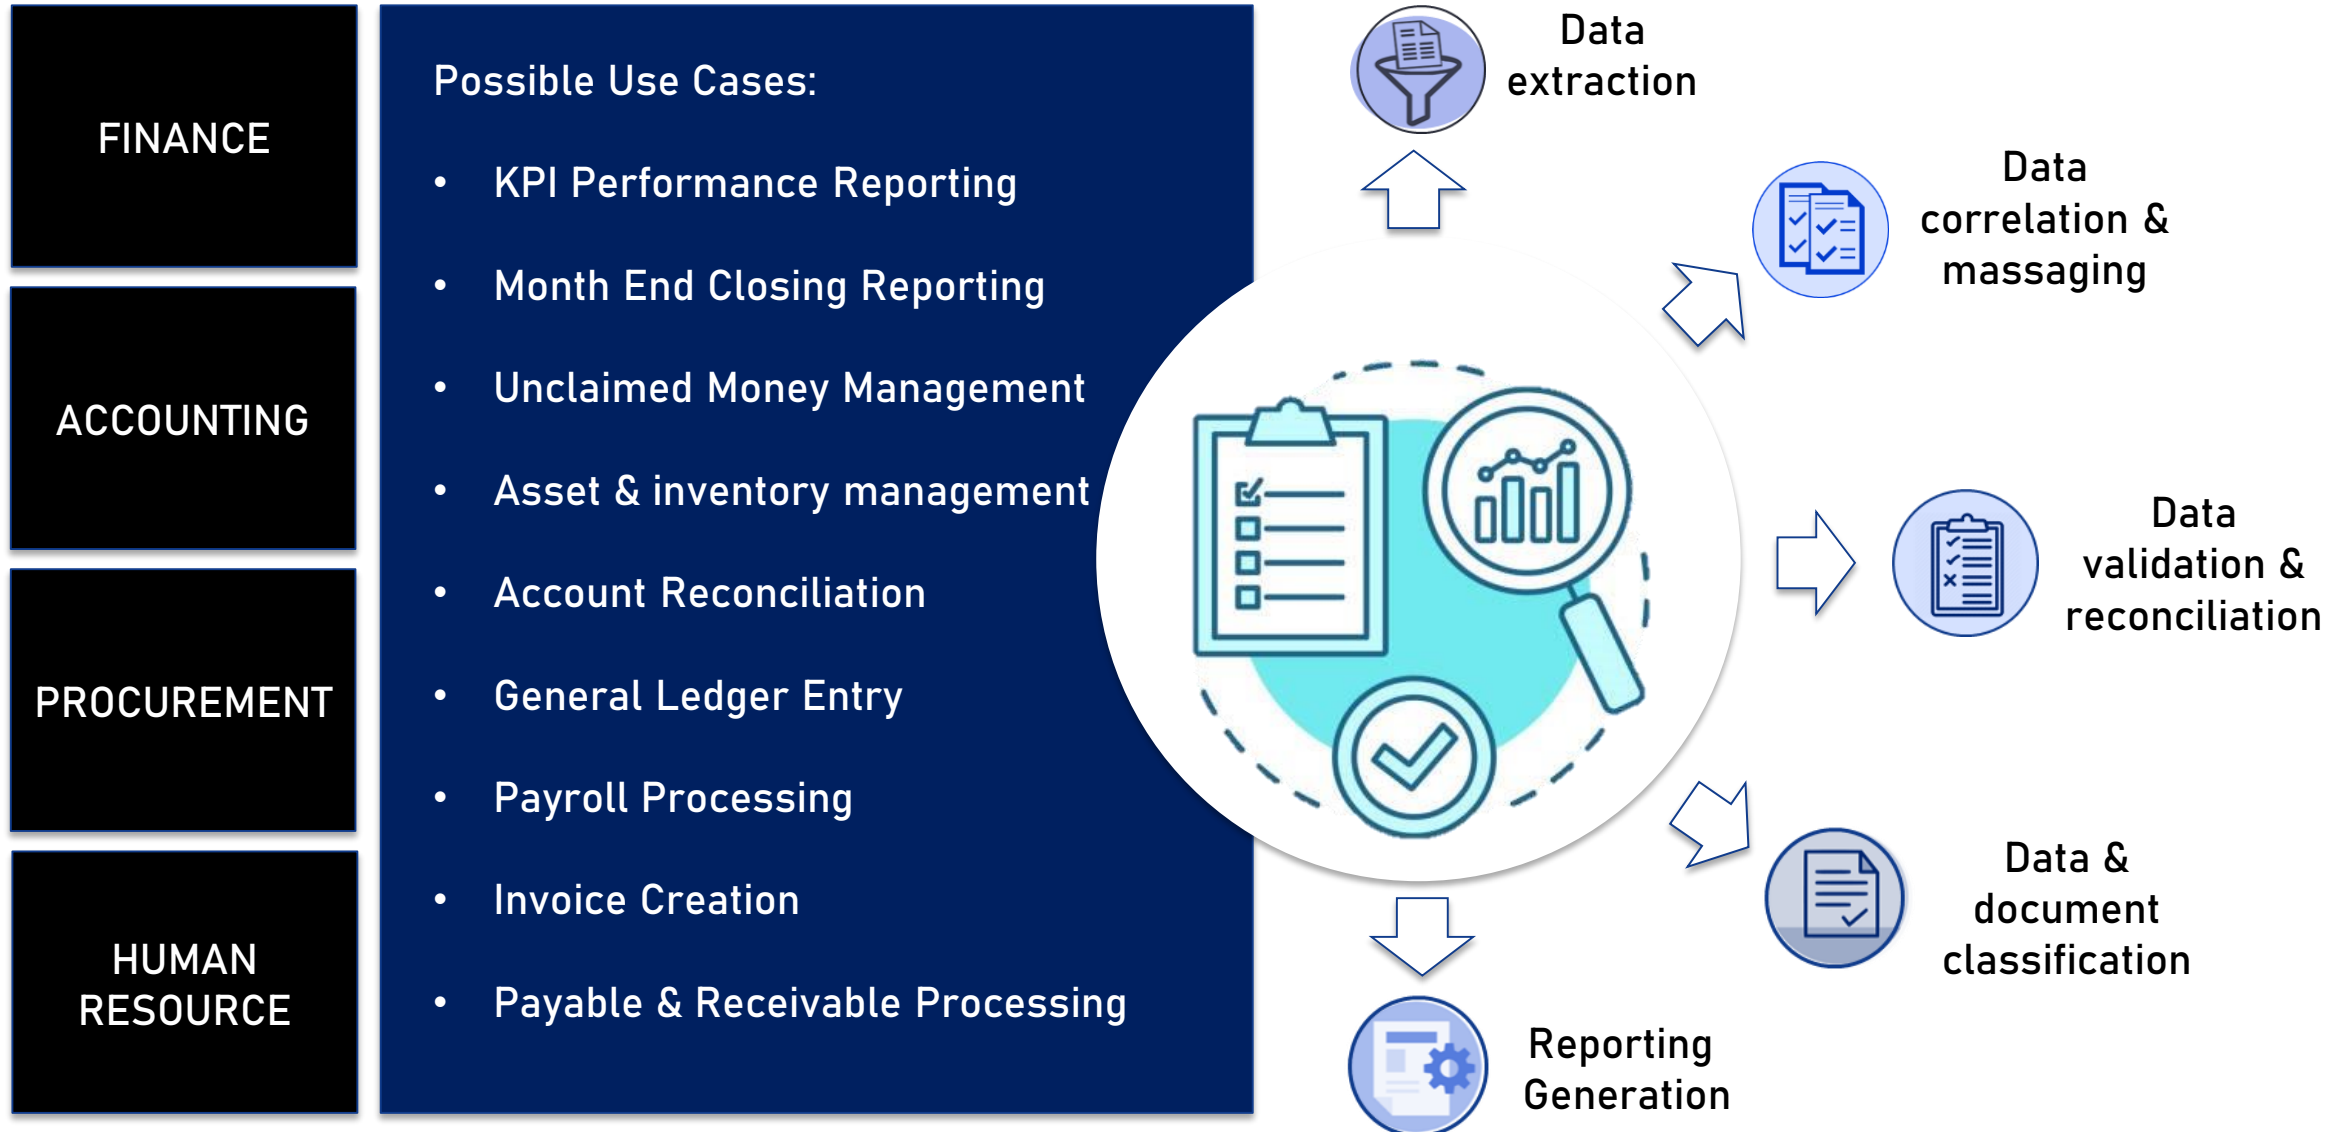 FINANCE
ACCOUNTING
PROCUREMENT
HUMAN
RESOURCE
Possible Use Cases:
• KPI Performance Reporting
• Month End Closing Reporting
• Unclaimed Money Management
• Asset & inventory management
• Account Reconciliation
• General Ledger Entry
• Payroll Processing
• Invoice Creation
• Payable & Receivable Processing
Data
extraction
Data
correlation &
massaging
Data
validation &
reconciliation
Data &
document
classification
Reporting
Generation